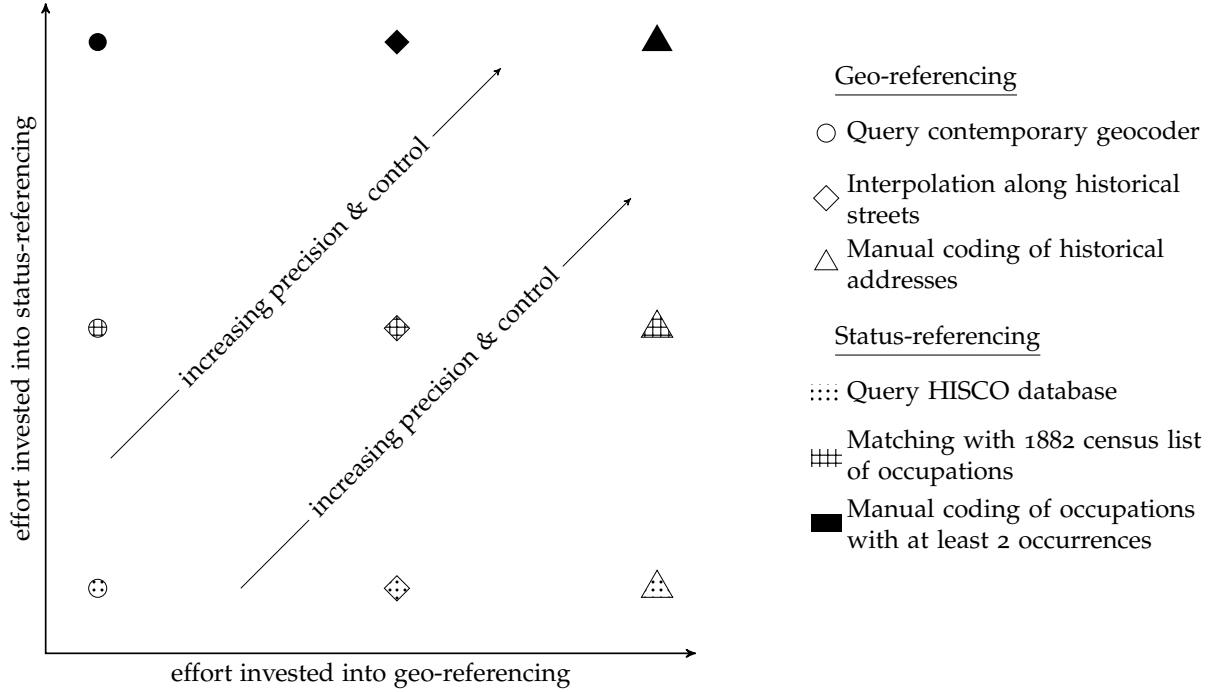 effort invested into status-referencing
increasing precision & control
increasing precision & control
effort invested into geo-referencing
Geo-referencing
Query contemporary geocoder
Interpolation along historical
streets
Manual coding of historical
addresses
Status-referencing
Query HISCO database
Matching with 1882 census list
of occupations
Manual coding of occupations
with at least 2 occurrences